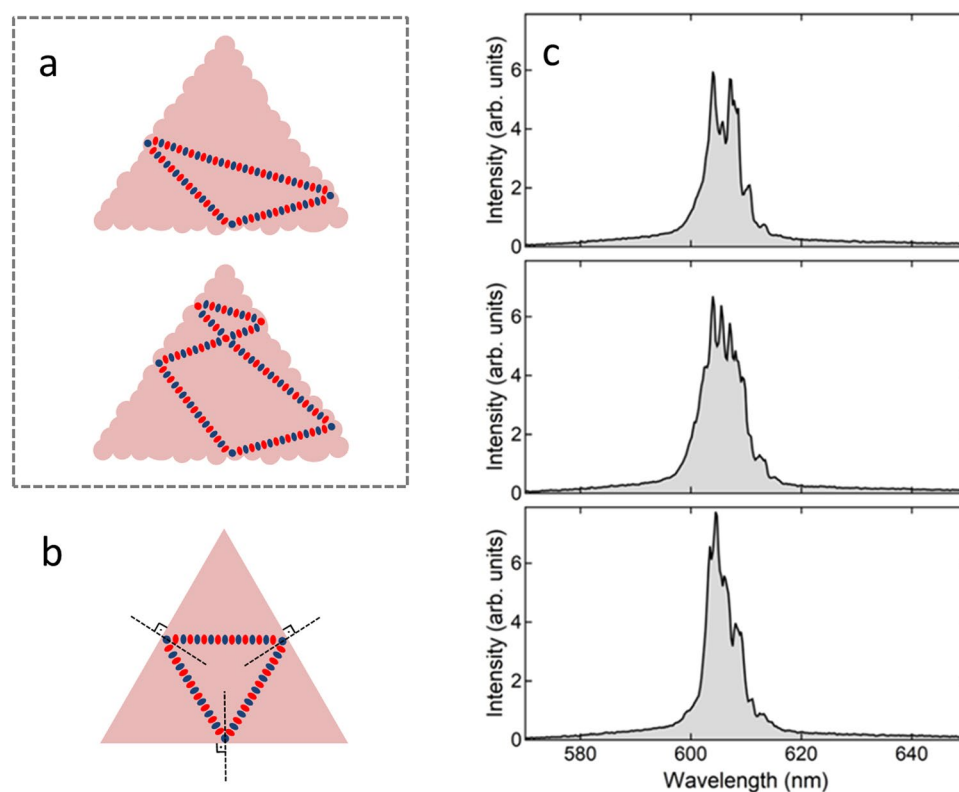 a
b
c
Intensity (arb. units)
6
4
2
0
Intensity (arb. units)
6
4
2
0
Intensity (arb. units)
6
4
2
0
580
600
620
640
Wavelength (nm)